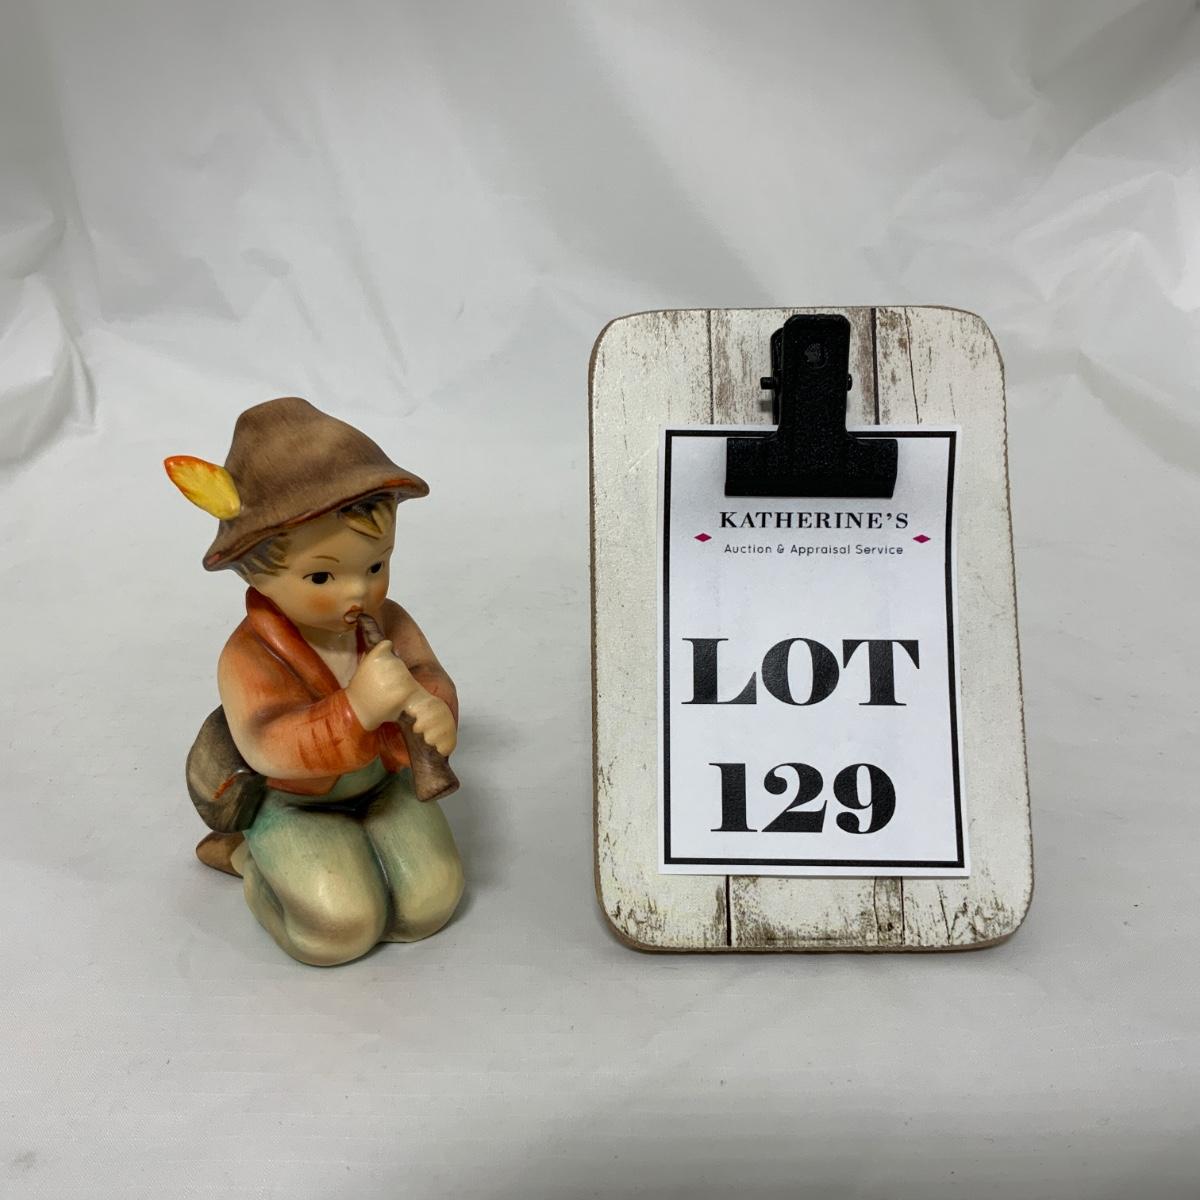 KATHERINE'S
Auction & Appraisal Service
LOT
129